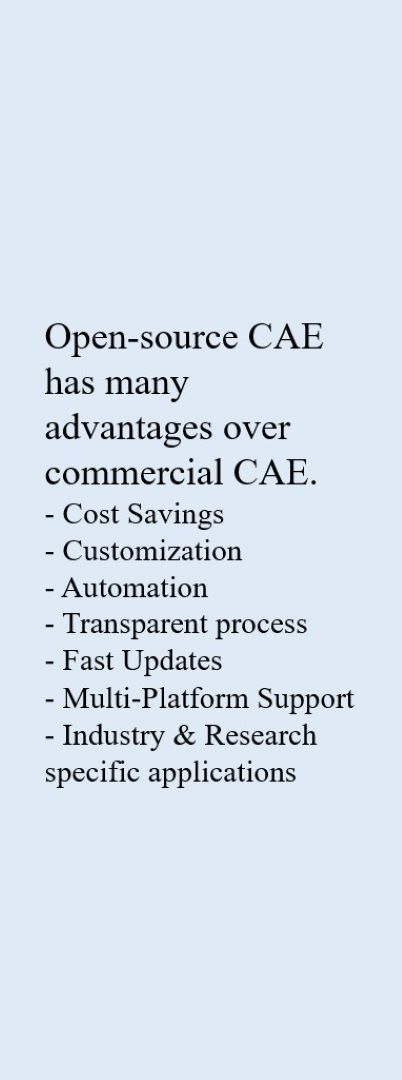 Open-source CAE
has many
advantages over
commercial CAE.
- Cost Savings
- Customization
- Automation
- Transparent process
- Fast Updates
- Multi-Platform Support
- Industry & Research
specific applications